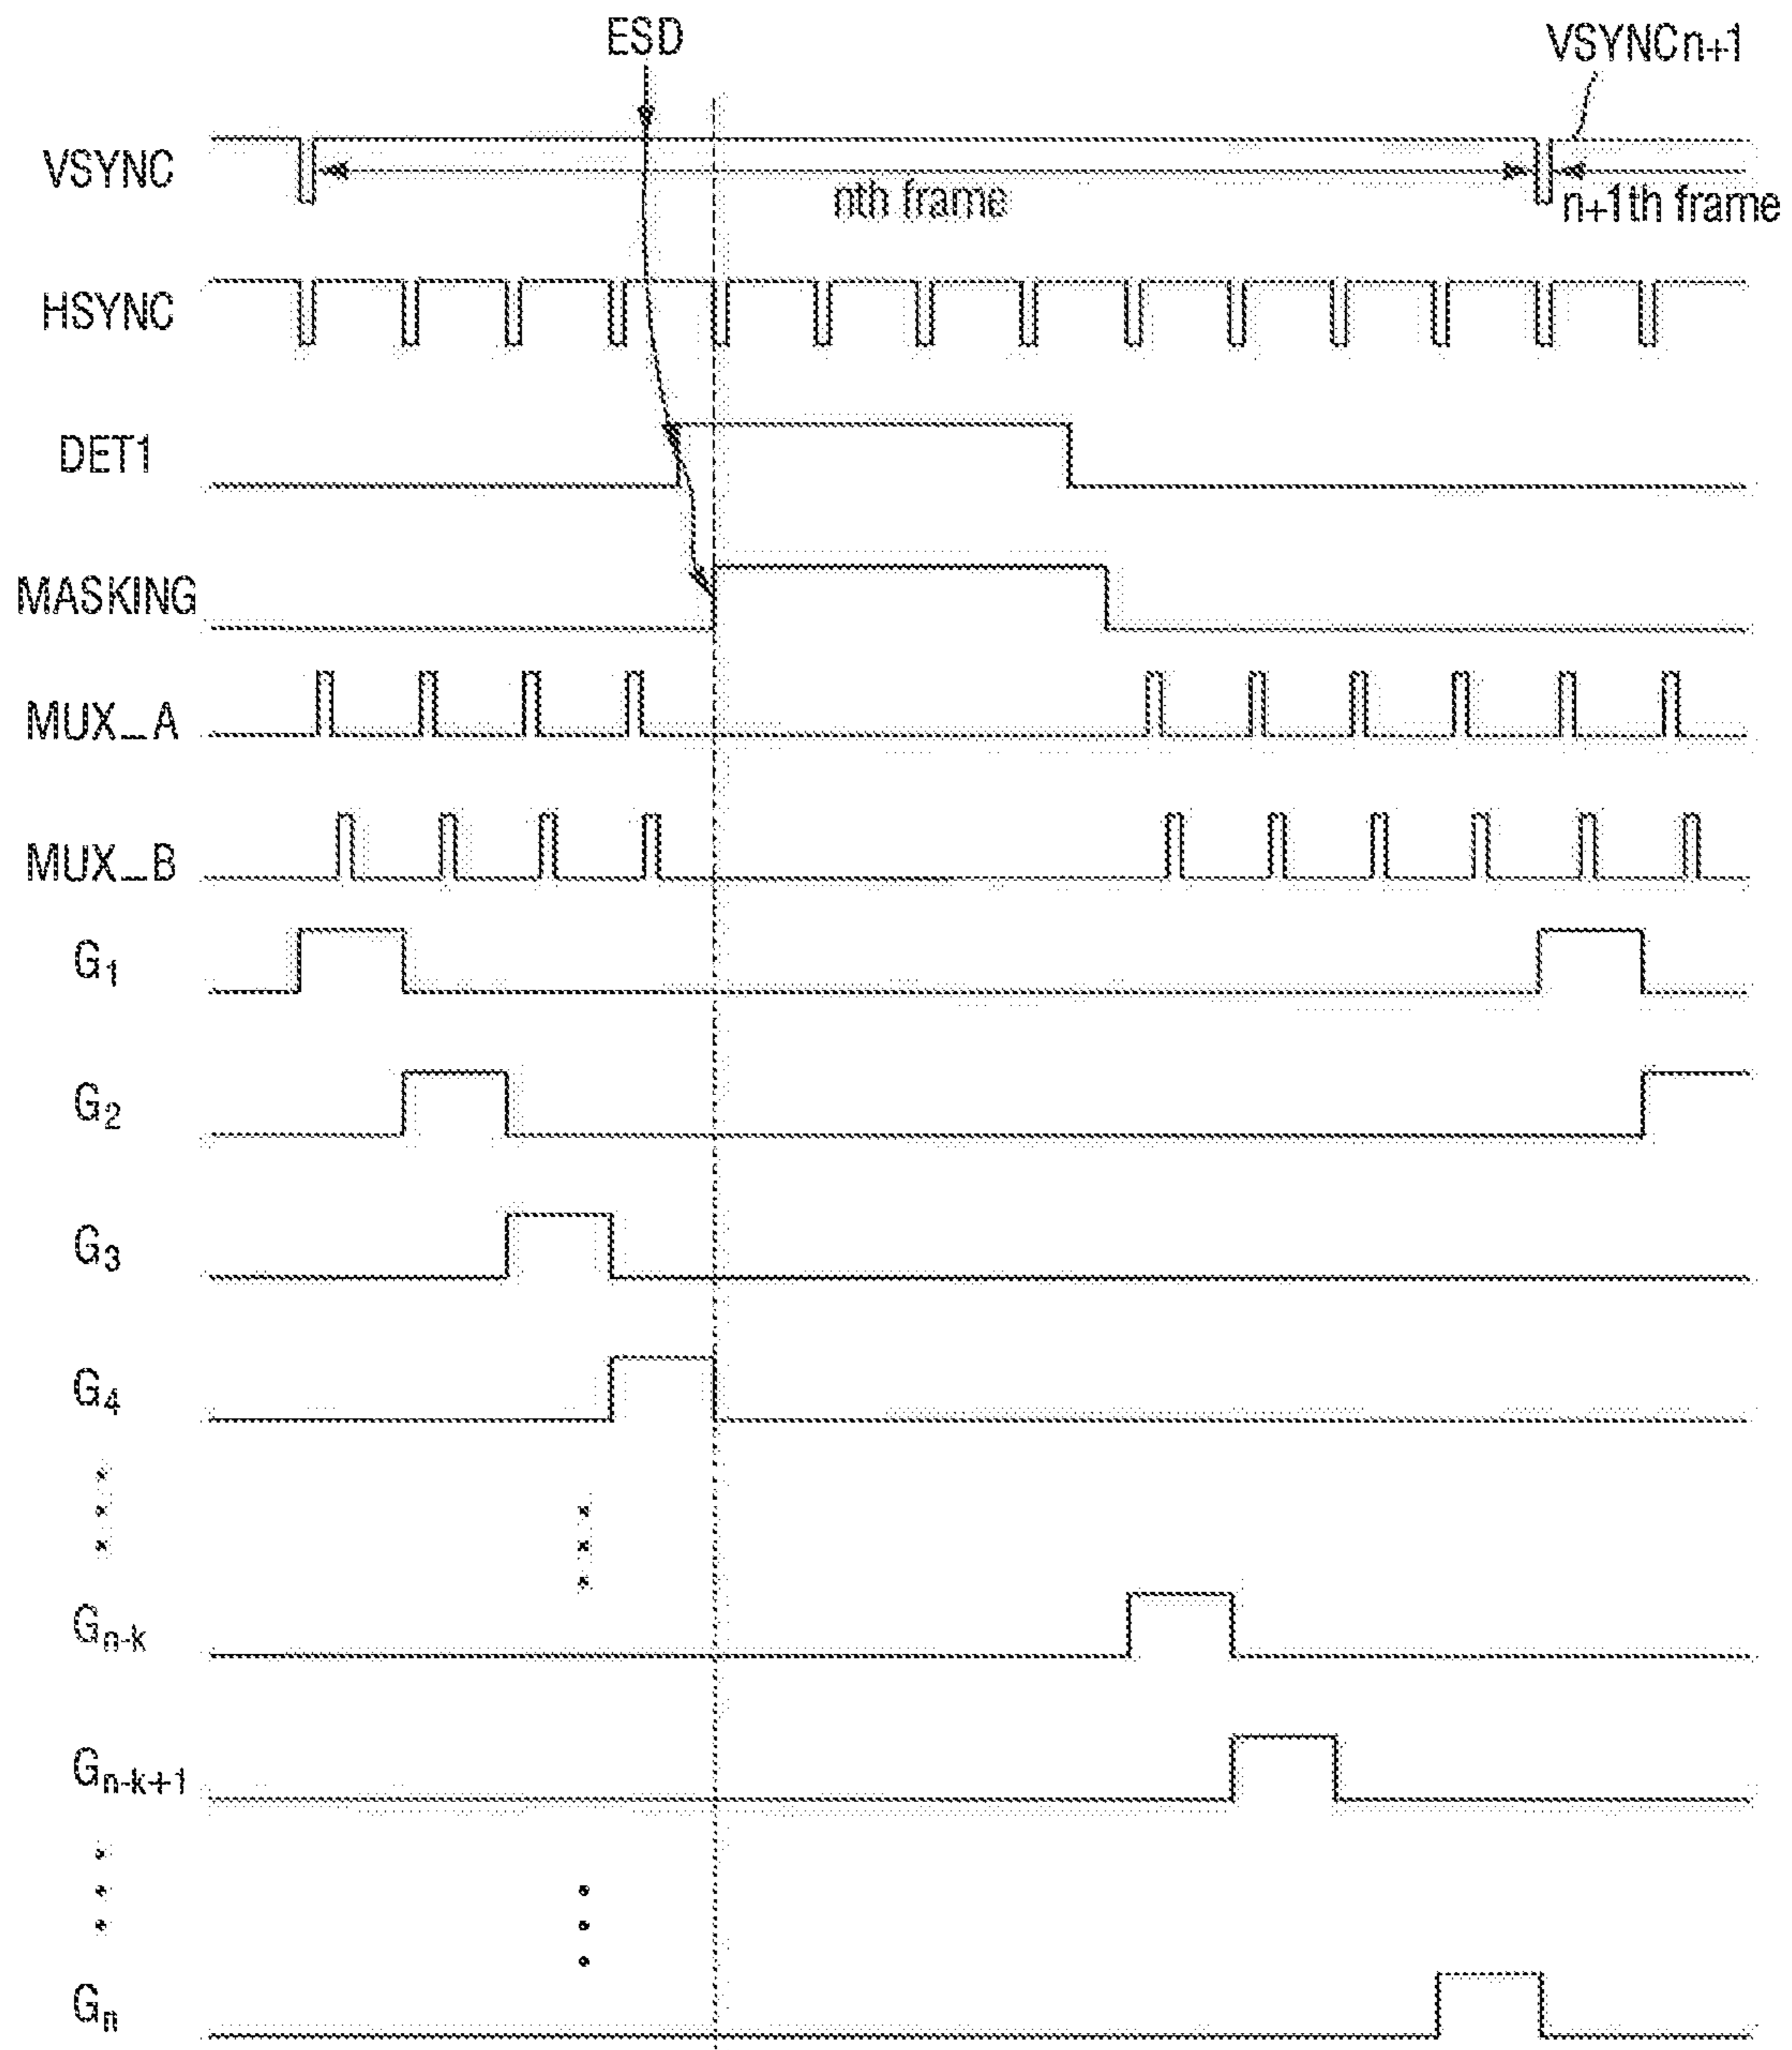 ESD
VSYNCn+1
VSYNC
nth frame
n+1th frame
HSYNC
DET1
MASKING
MUX_A
MUX_B
G1
G2
G3
G4
Gn-k
Gn-k+1
Gn